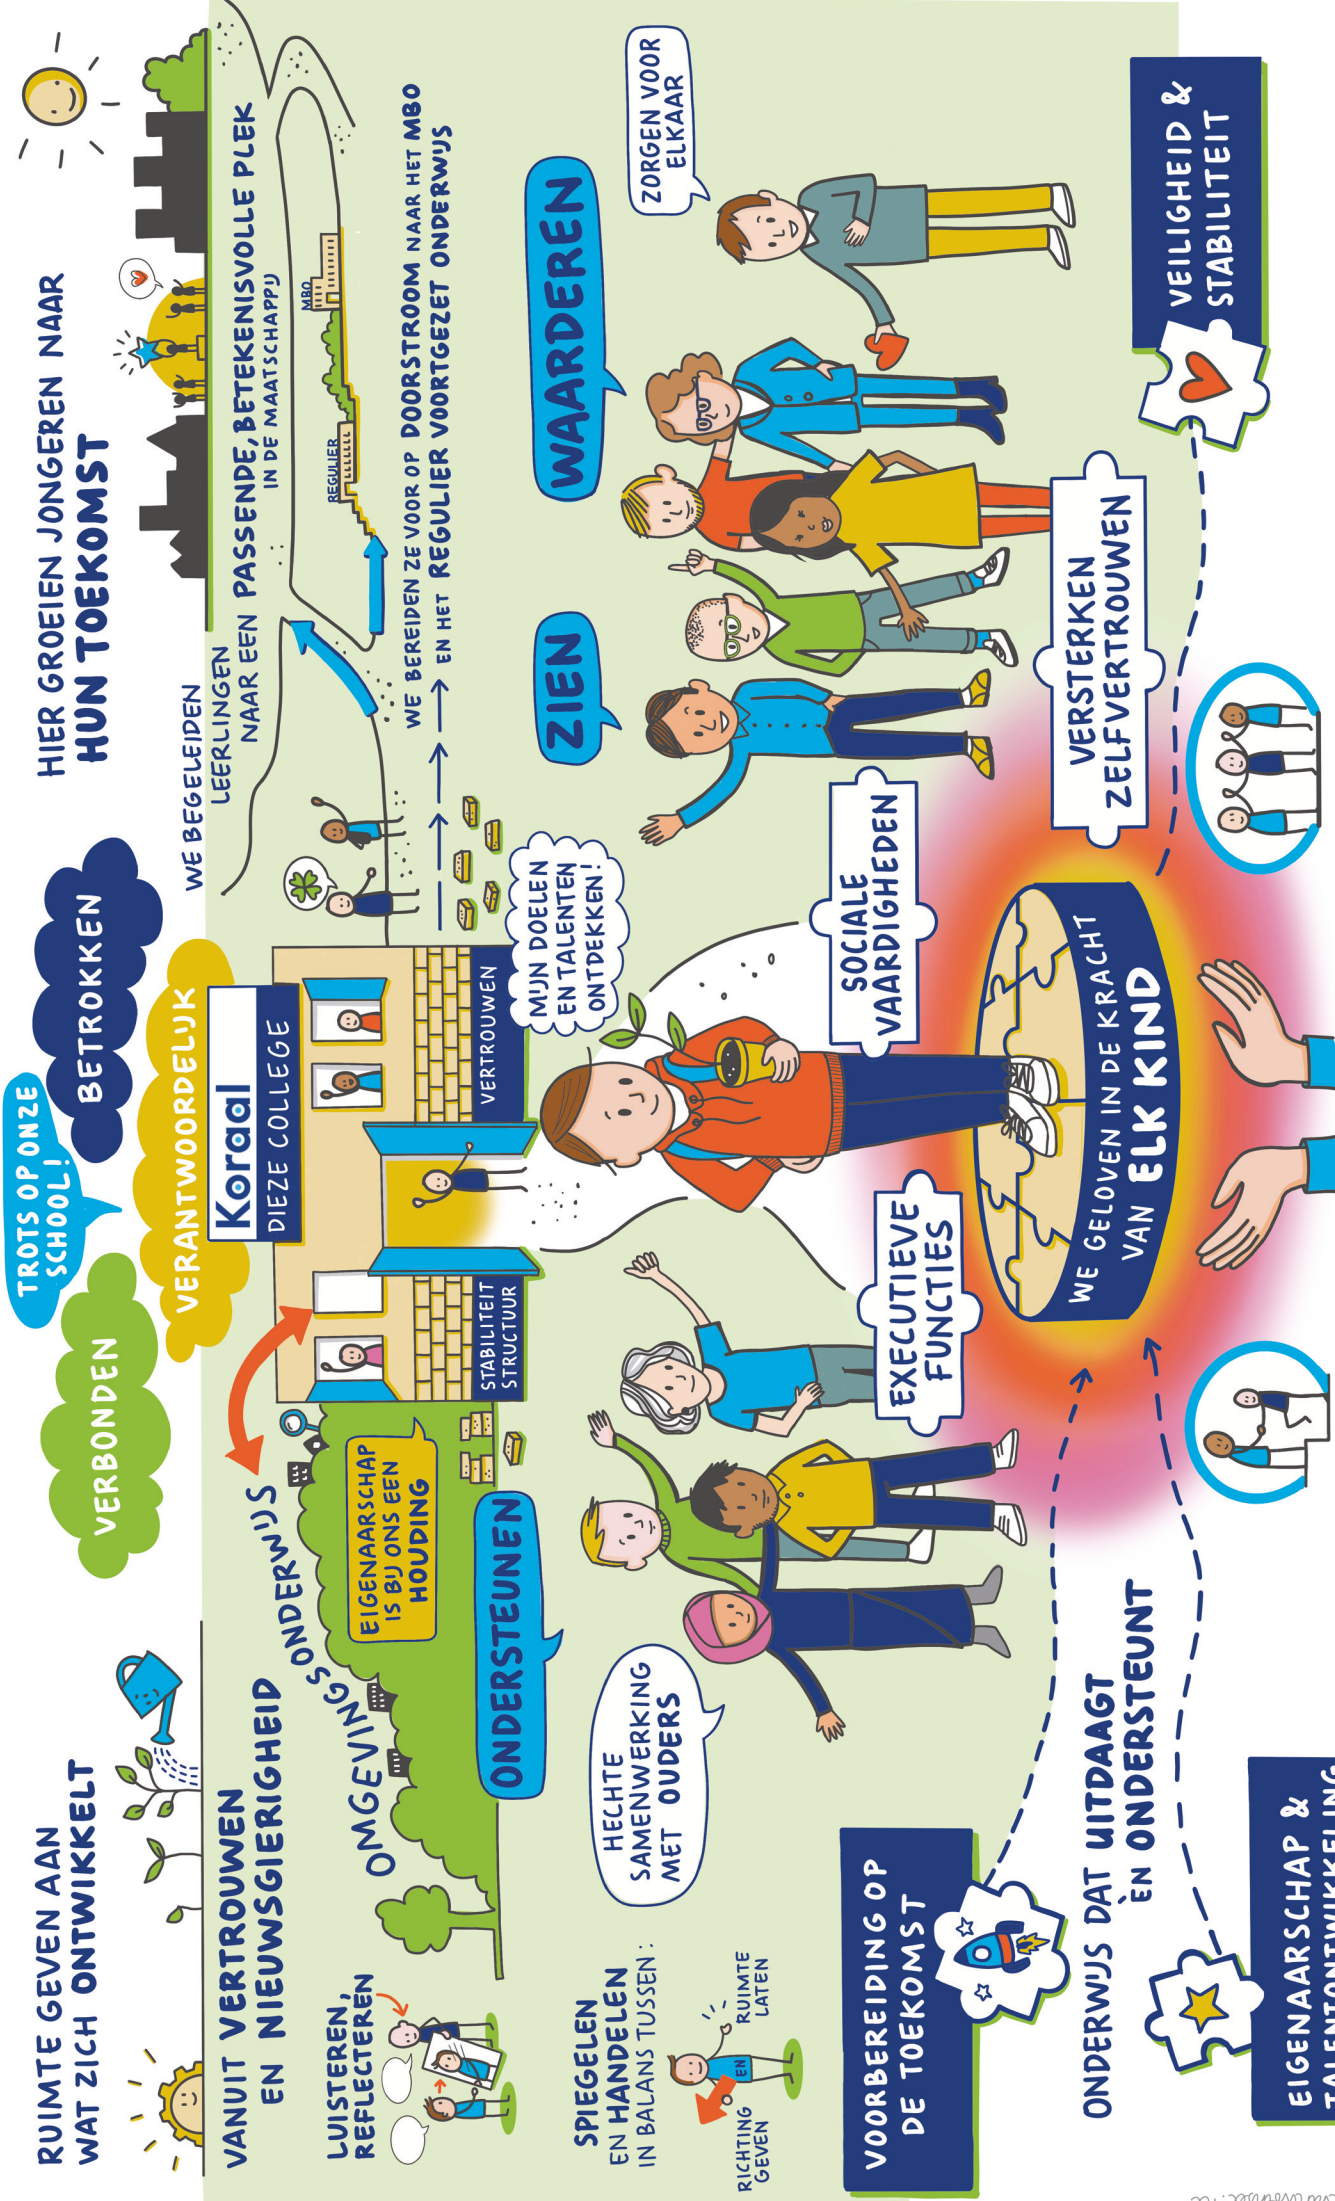 RUIMTE GEVEN AAN
WAT ZICH ONTWIKKELT
VERBONDEN
TROTS OP ONZE
SCHOOL!
BETROKKEN
VERANTWOORDELIJK
HIER GROEIEN JONGEREN NAAR
HUN TOEKOMST
VANUIT VERTROUWEN
EN NIEUWSGIERIGHEID
OMGEVINGSONDERWIJS
EIGENAARSCHAP
IS BIJ ONS EEN
HOUDING
Koraal
DIEZE COLLEGE
STABILITEIT
STRUCTUUR
VERTROUWEN
WE BEGELEIDEN
LEERLINGEN
NAAR EEN PASSENDE, BETEKENISVOLLE PLEK
IN DE MAATSCHAPPIJ
REGULIER
MBO
WE BEREIDEN ZE VOOR OP DOORSTROOM NAAR HET MBO
EN HET REGULIER VOORTGEZET ONDERWIJS
LUISTEREN,
REFLECTEREN
ONDERSTEUNEN
MIJN DOELEN
EN TALENTEN
ONTDEKKEN!
ZIEN
WAARDEREN
ZORGEN VOOR
ELKAAR
SPIEGELEN
EN HANDELEN
IN BALANS TUSSEN:
RICHTING
GEVEN
EN
RUIMTE
LATEN
HECHTE
SAMENWERKING
MET OUDERS
EXECUTIEVE
FUNCTIES
SOCIALE
VAARDIGHEDEN
VERSTERKEN
ZELFVERTROUWEN
VOORBEREIDING OP
DE TOEKOMST
WE GELOVEN IN DE KRACHT
VAN ELK KIND
VEILIGHEID &
STABILITEIT
ONDERWIJS DAT UITDAAGT
ÈN ONDERSTEUNT
EIGENAARSCHAP &
TALENTONTWIKKELING